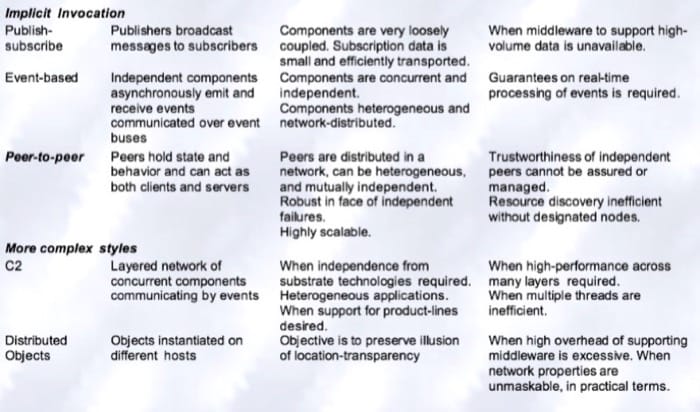 Implicit Invocation
Publish-
subscribe
Publishers broadcast
messages to subscribers
Components are very loosely
coupled. Subscription data is
small and efficiently transported.
When middleware to support high-
volume data is unavailable.
Event-based
Independent components
asynchronously emit and
receive events
communicated over event
buses
Components are concurrent and
independent.
Components heterogeneous and
network-distributed.
Guarantees on real-time
processing of events is required.
Peer-to-peer
Peers hold state and
behavior and can act as
both clients and servers
Peers are distributed in a
network, can be heterogeneous,
and mutually independent.
Robust in face of independent
failures.
Highly scalable.
Trustworthiness of independent
peers cannot be assured or
managed.
Resource discovery inefficient
without designated nodes.
More complex styles
C2
Layered network of
concurrent components
communicating by events
When independence from
substrate technologies required.
Heterogeneous applications.
When support for product-lines
desired.
When high-performance across
many layers required.
When multiple threads are
inefficient.
Distributed
Objects
Objects instantiated on
different hosts
Objective is to preserve illusion
of location-transparency
When high overhead of supporting
middleware is excessive. When
network properties are
unmaskable, in practical terms.